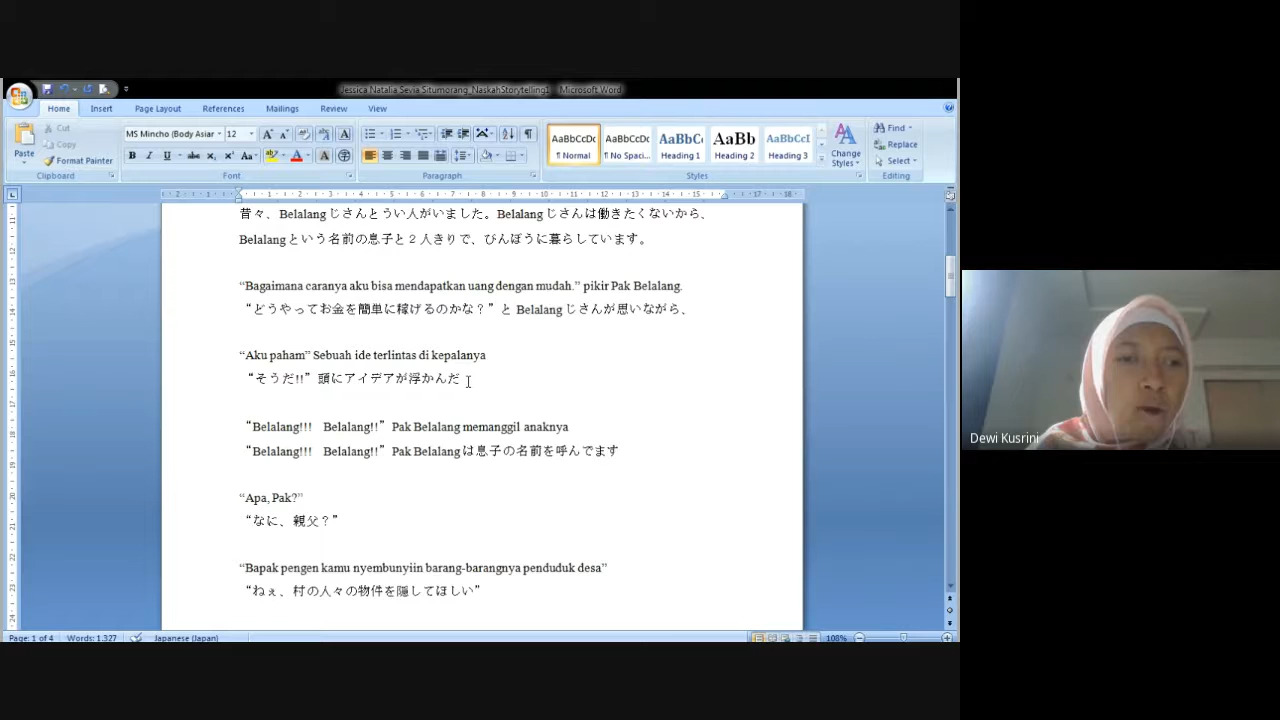 Jessica Natalia Sevia Situmorang_NaskahStorytelling1 - Microsoft Word
Home Insert Page Layout References Mailings Review View
Paste
Cut
Copy
Format Painter
Clipboard
MS Mincho (Body Asiar 12
Font
Paragraph
AaBbCcDc AaBbCcDc AaBbC AaBb AaBbCcI
¶ Normal ¶ No Spaci... Heading 1 Heading 2 Heading 3
Change Styles
Styles
Find
Replace
Select
Editing
昔々、Belalangじさんとうい人がいました。Belalangじさんは働きたくないから、
Belalangという名前の息子と２人きりで、びんぼうに暮らしています。
“Bagaimana caranya aku bisa mendapatkan uang dengan mudah.” pikir Pak Belalang.
“どうやってお金を簡単に稼げるのかな？”と Belalangじさんが思いながら、
“Aku paham” Sebuah ide terlintas di kepalanya
“そうだ!!” 頭にアイデアが浮かんだ
“Belalang!!! Belalang!!” Pak Belalang memanggil anaknya
“Belalang!!! Belalang!!” Pak Belalangは息子の名前を呼んでます
“Apa, Pak?”
“なに、親父？”
“Bapak pengen kamu nyembunyiin barang-barangnya penduduk desa”
“ねぇ、村の人々の物件を隠してほしい”
Page: 1 of 4 Words: 1.327 Japanese (Japan) 108%
Dewi Kusrini